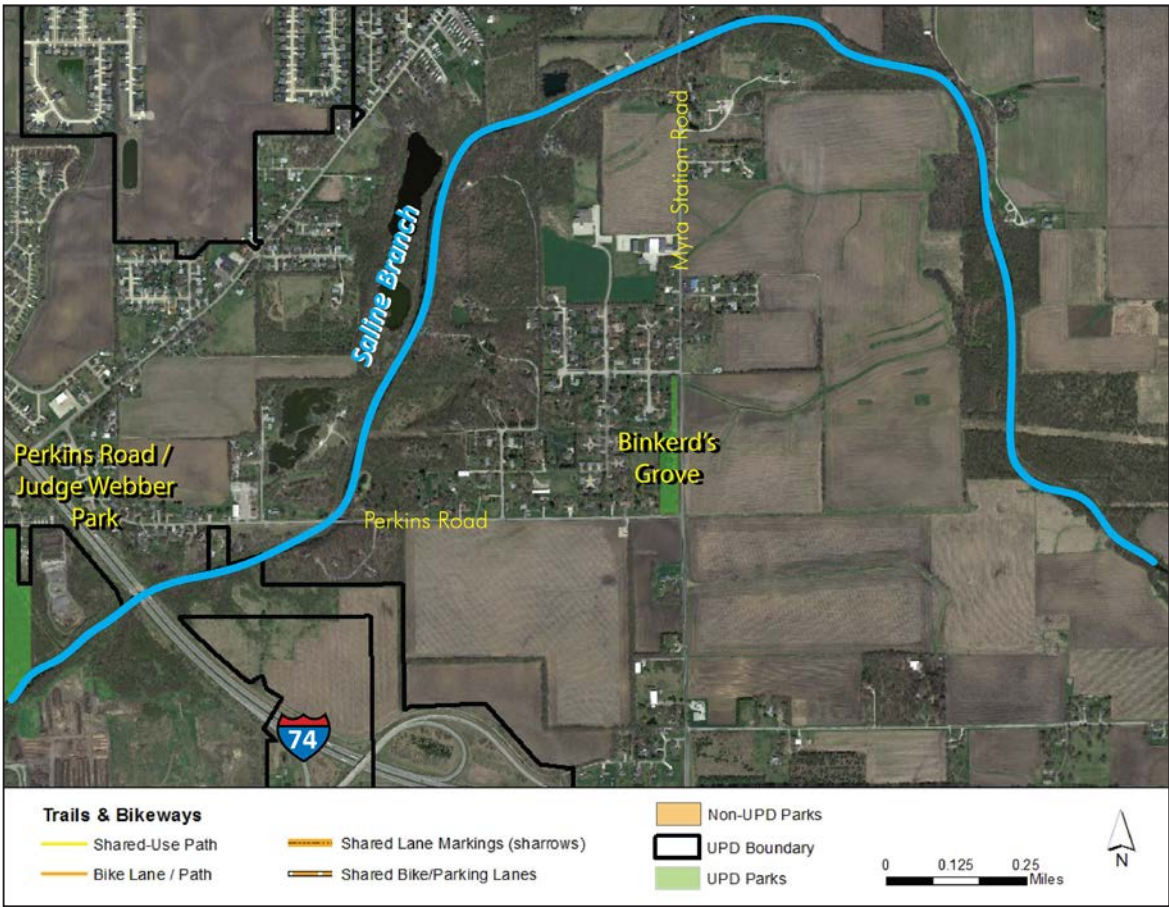 Myra Station Road
Saline Branch
Binkerd's
Grove
Perkins Road /
Judge Webber
Park
Perkins Road
74
Trails & Bikeways
Shared-Use Path
Bike Lane / Path
Shared Lane Markings (sharrows)
Shared Bike/Parking Lanes
Non-UPD Parks
UPD Boundary
UPD Parks
0 0.125 0.25
Miles
N